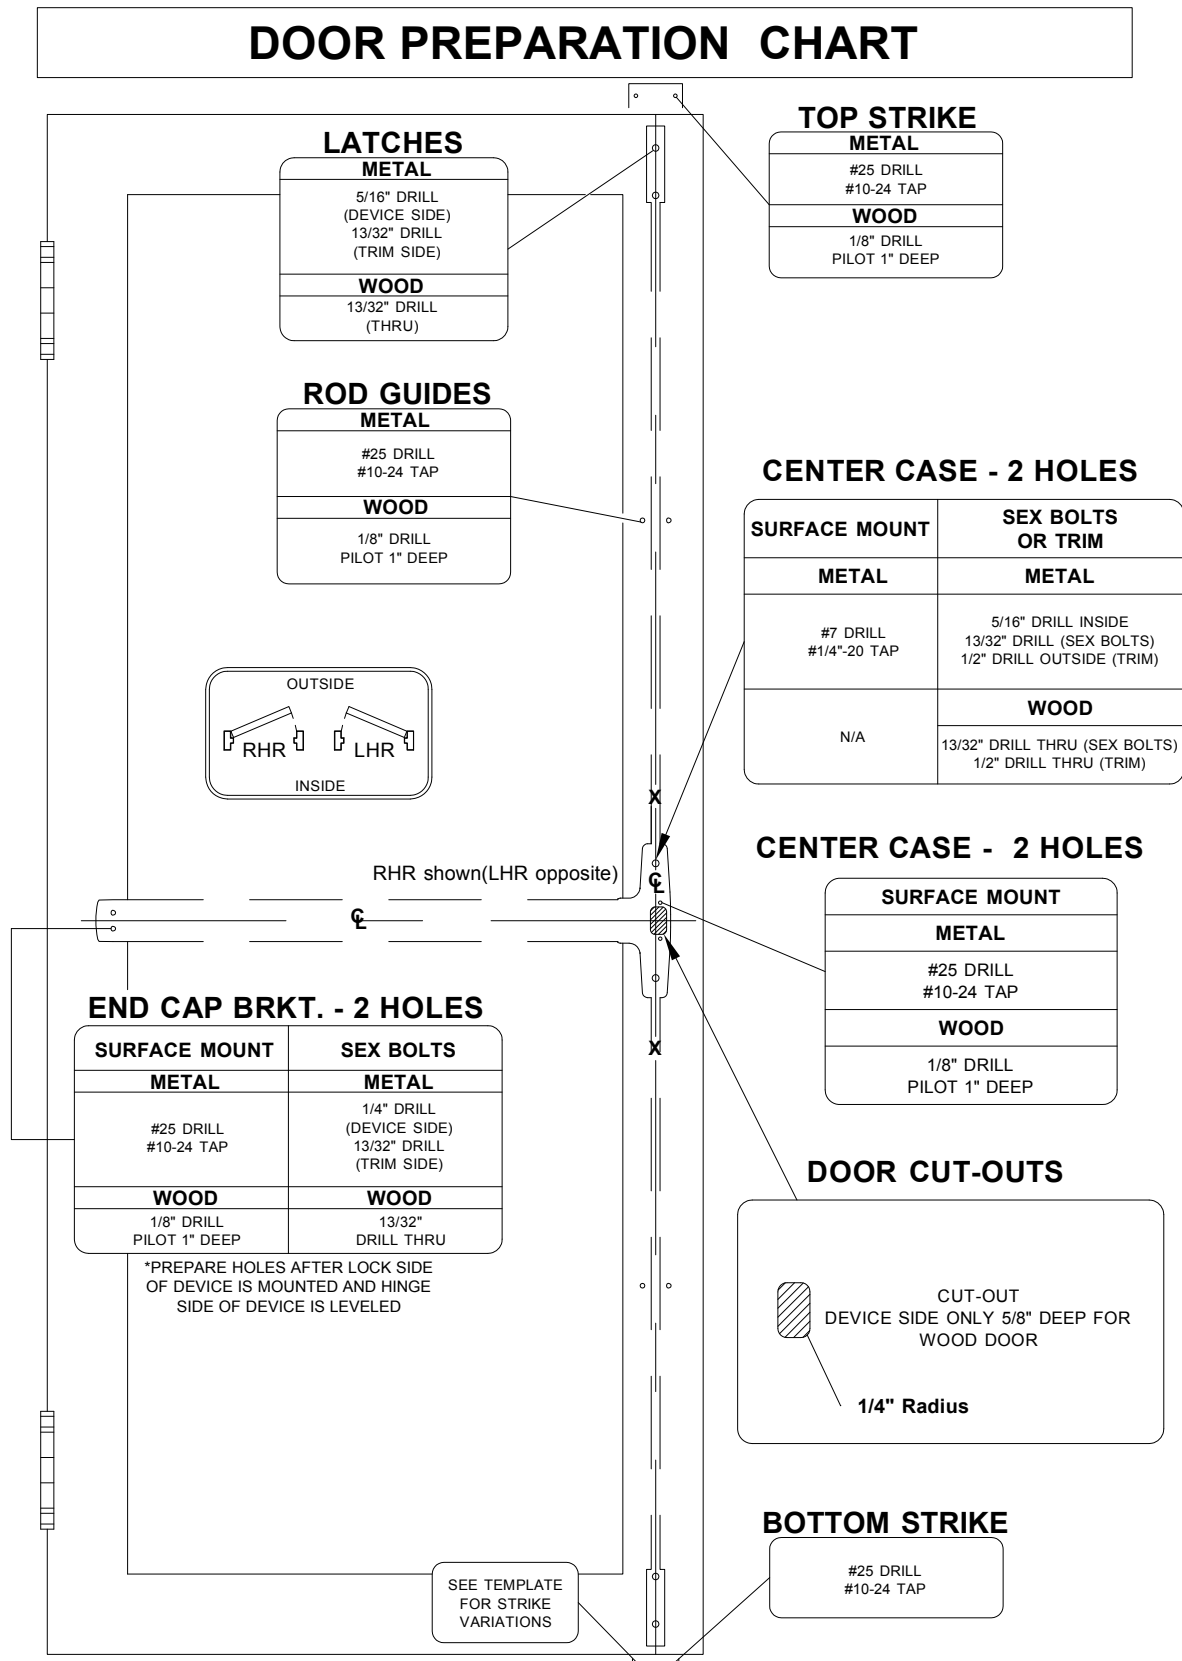 DOOR PREPARATION CHART
LATCHES
METAL
5/16" DRILL
(DEVICE SIDE)
13/32" DRILL
(TRIM SIDE)
WOOD
13/32" DRILL
(THRU)
TOP STRIKE
METAL
#25 DRILL
#10-24 TAP
WOOD
1/8" DRILL
PILOT 1" DEEP
ROD GUIDES
METAL
#25 DRILL
#10-24 TAP
WOOD
1/8" DRILL
PILOT 1" DEEP
CENTER CASE - 2 HOLES
SURFACE MOUNT
SEX BOLTS
OR TRIM
METAL
METAL
#7 DRILL
#1/4"-20 TAP
5/16" DRILL INSIDE
13/32" DRILL (SEX BOLTS)
1/2" DRILL OUTSIDE (TRIM)
N/A
WOOD
13/32" DRILL THRU (SEX BOLTS)
1/2" DRILL THRU (TRIM)
OUTSIDE
RHR
LHR
INSIDE
X
RHR shown(LHR opposite)
℄
℄
X
CENTER CASE - 2 HOLES
SURFACE MOUNT
METAL
#25 DRILL
#10-24 TAP
WOOD
1/8" DRILL
PILOT 1" DEEP
END CAP BRKT. - 2 HOLES
SURFACE MOUNT
SEX BOLTS
METAL
METAL
#25 DRILL
#10-24 TAP
1/4" DRILL
(DEVICE SIDE)
13/32" DRILL
(TRIM SIDE)
WOOD
WOOD
1/8" DRILL
PILOT 1" DEEP
13/32"
DRILL THRU
*PREPARE HOLES AFTER LOCK SIDE
OF DEVICE IS MOUNTED AND HINGE
SIDE OF DEVICE IS LEVELED
DOOR CUT-OUTS
CUT-OUT
DEVICE SIDE ONLY 5/8" DEEP FOR
WOOD DOOR
1/4" Radius
BOTTOM STRIKE
#25 DRILL
#10-24 TAP
SEE TEMPLATE
FOR STRIKE
VARIATIONS